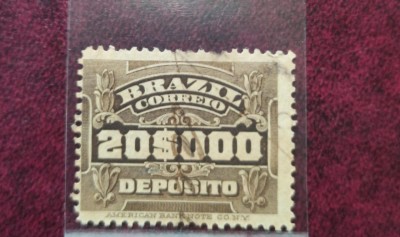 BRAZIL
CORREIO
20$000
DEPOSITO
AMERICAN BANK NOTE CO. N.Y.